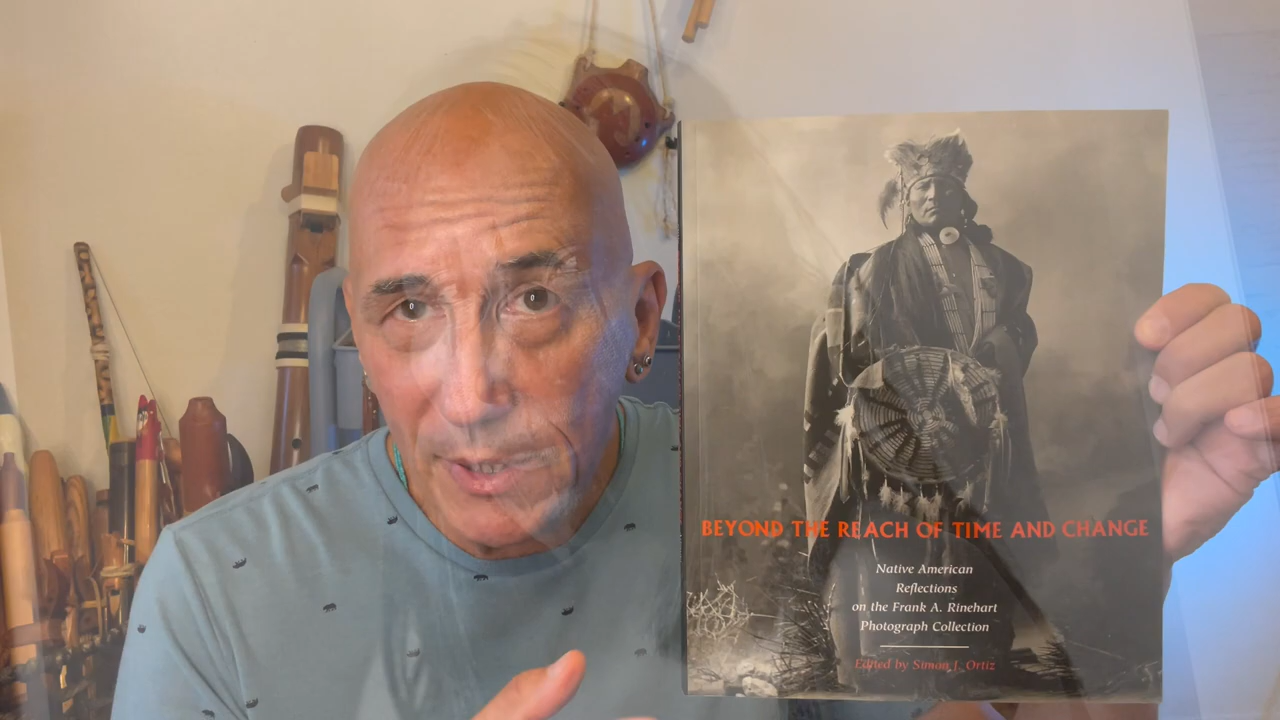 BEYOND THE REACH OF TIME AND CHANGE
Native American
Reflections
on the Frank A. Rinehart
Photograph Collection
Edited by Simon J. Ortiz